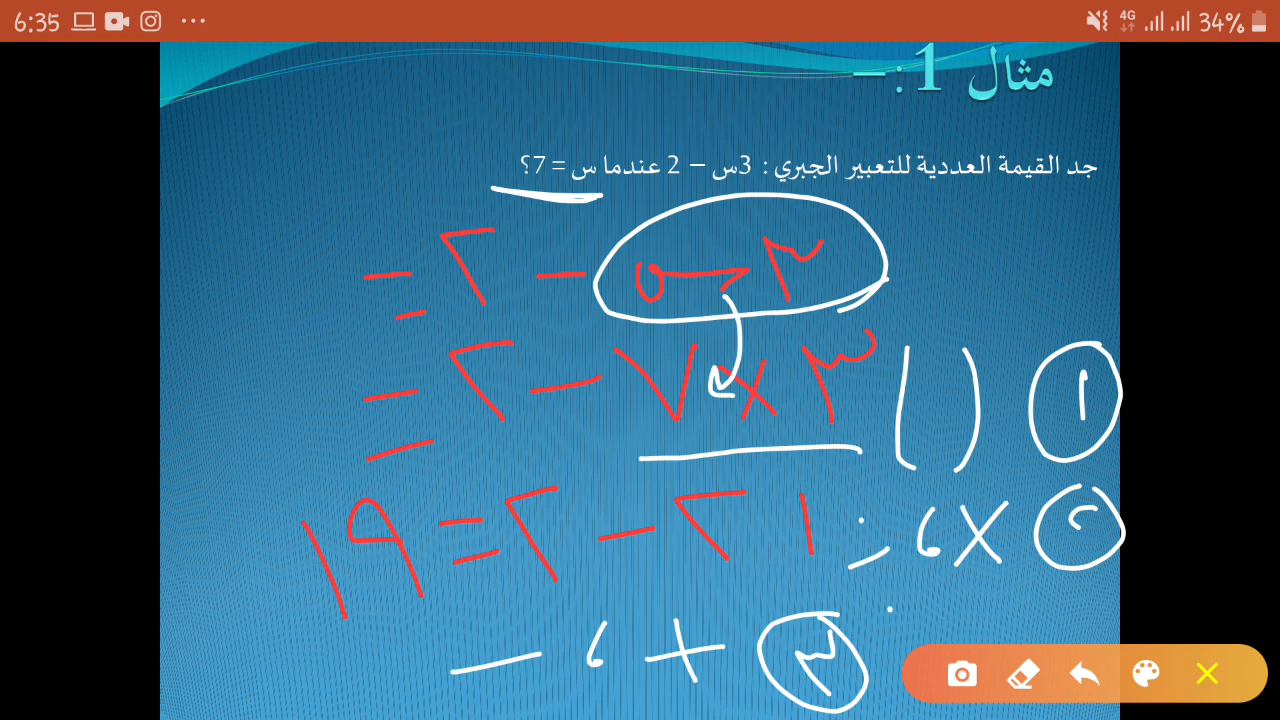 6:35 ... 4G 34%
مثال 1 :–
جد القيمة العددية للتعبير الجبري : 3س – 2 عندما س = 7؟
٣س - ٢ =
٣ × ٧ - ٢ =
١ ( )
٢١ - ٢ = ١٩
٢ × ، ÷
٣ + ، -